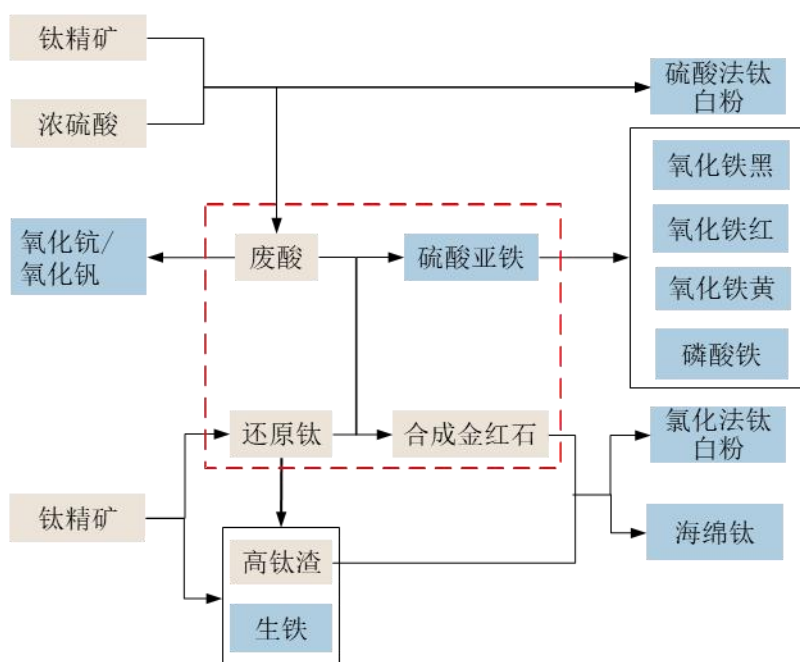 钛精矿
浓硫酸
硫酸法钛
白粉
氧化铁黑
氧化铁红
氧化铁黄
磷酸铁
氧化钪/
氧化钒
废酸
硫酸亚铁
还原钛
合成金红石
氯化法钛
白粉
钛精矿
海绵钛
高钛渣
生铁